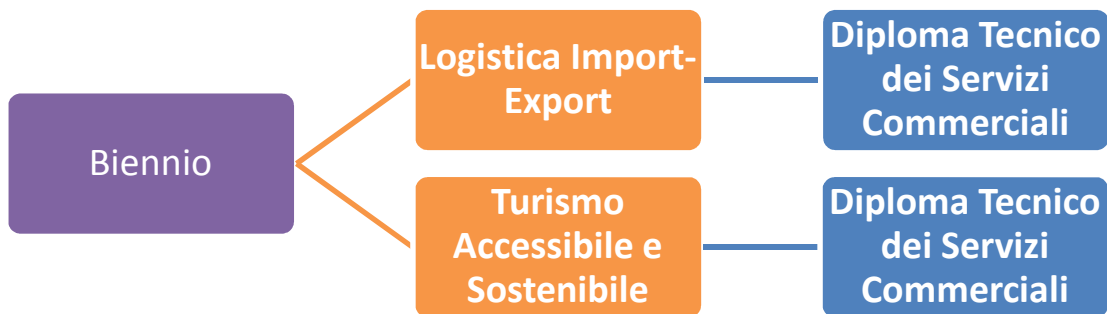 Biennio
Logistica Import-
Export
Diploma Tecnico
dei Servizi
Commerciali
Turismo
Accessibile e
Sostenibile
Diploma Tecnico
dei Servizi
Commerciali